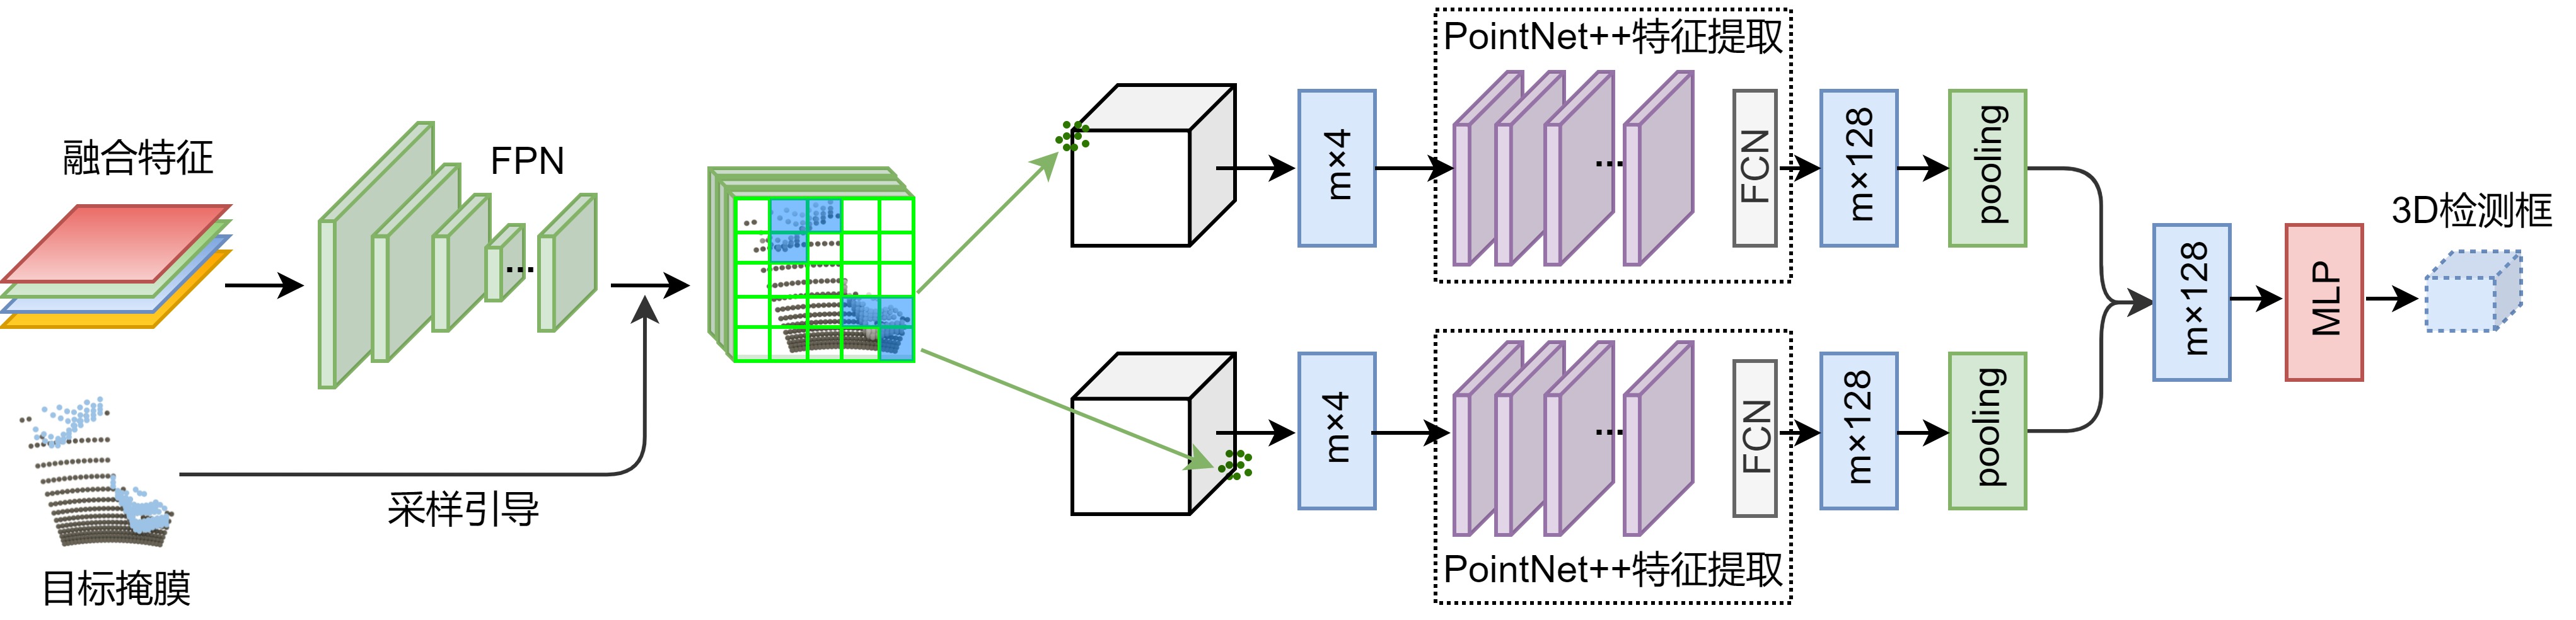 融合特征
FPN
...
采样引导
目标掩膜
m×4
PointNet++特征提取
...
FCN
m×128
pooling
m×4
...
FCN
PointNet++特征提取
m×128
pooling
m×128
MLP
3D检测框